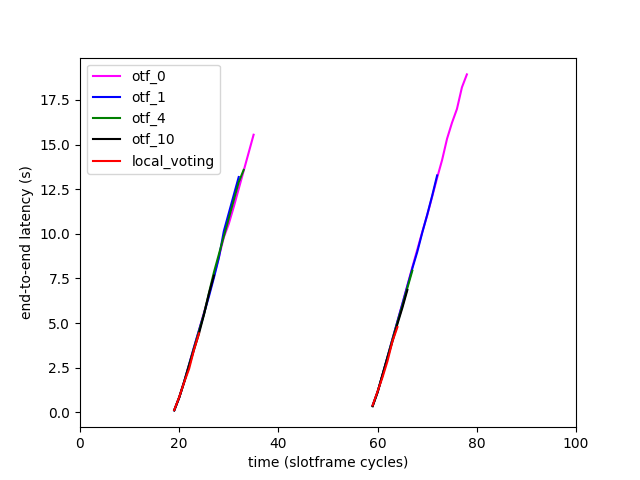 otf_0
otf_1
otf_4
otf_10
local_voting
end-to-end latency (s)
17.5
15.0
12.5
10.0
7.5
5.0
2.5
0.0
0 20 40 60 80 100
time (slotframe cycles)